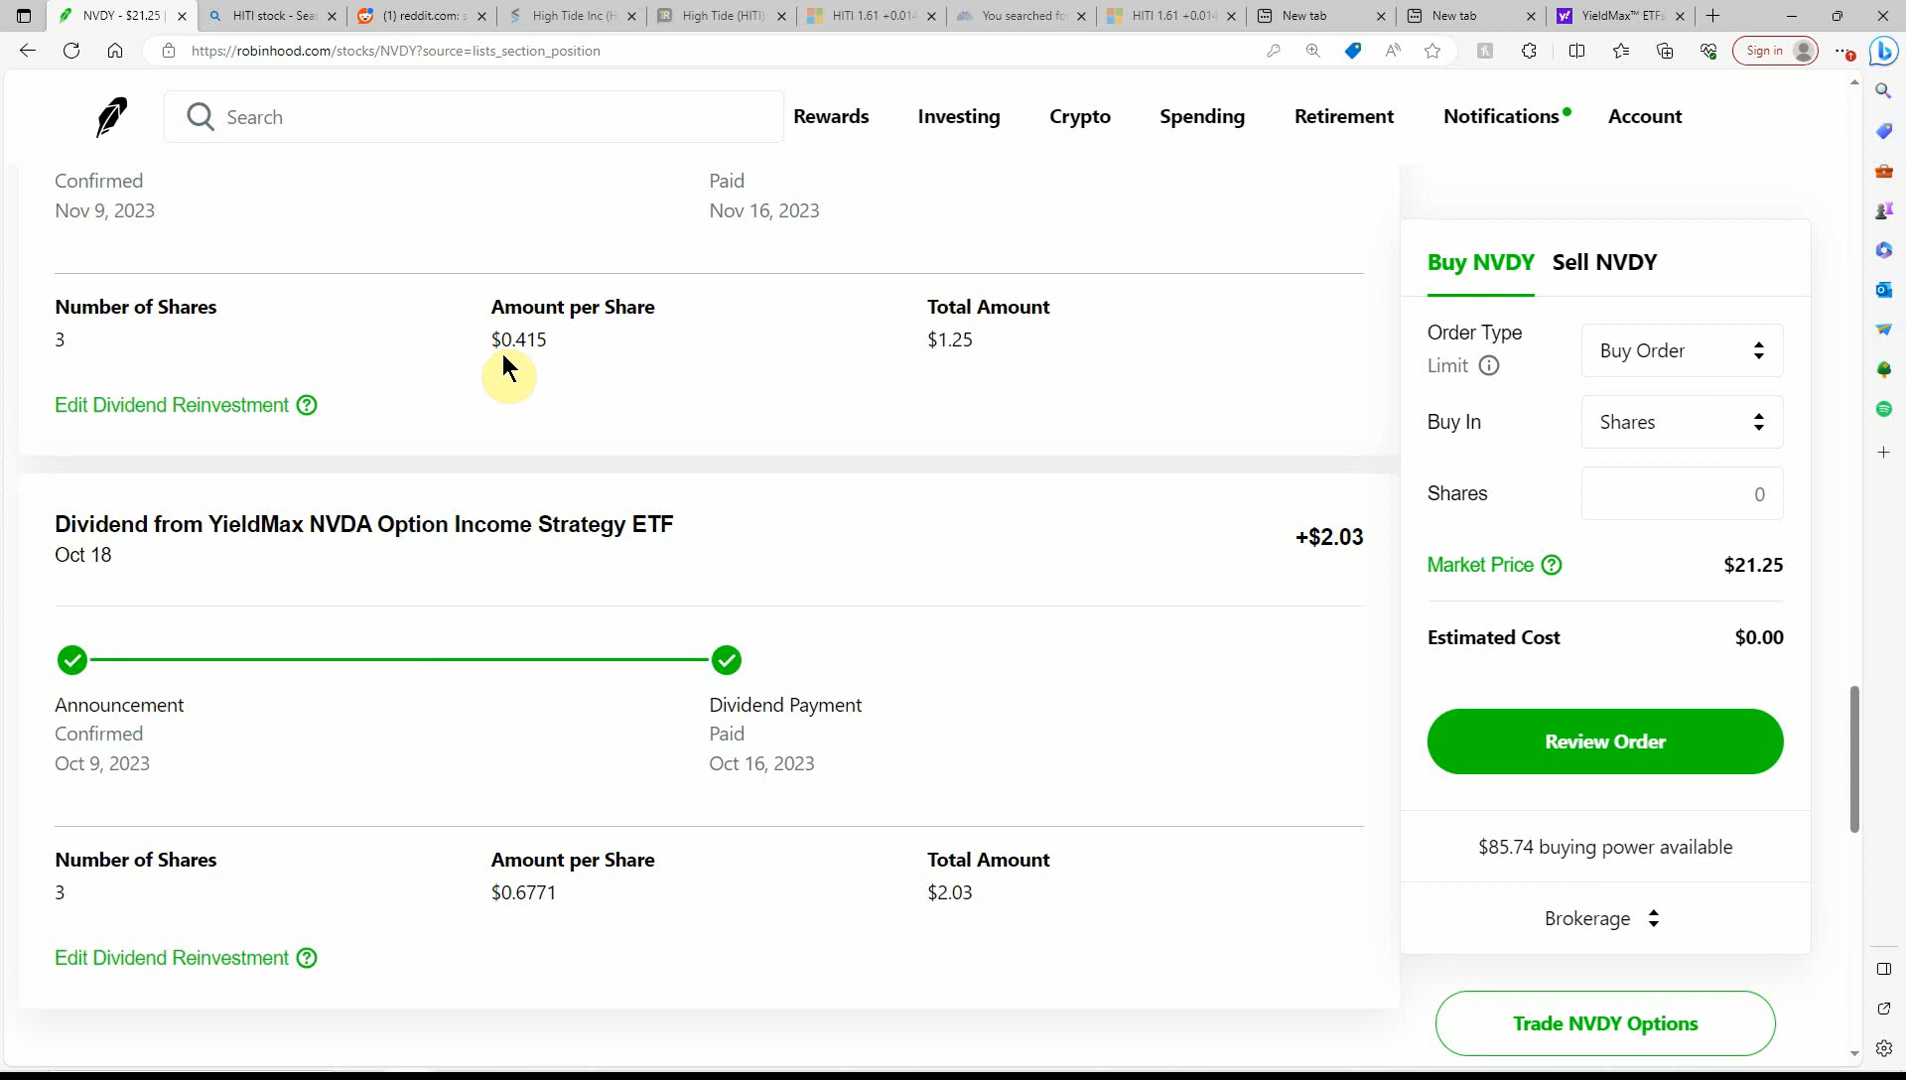 NVDY - $21.25
HITI stock - Sea
(1) reddit.com: s
High Tide Inc (H
High Tide (HITI)
HITI 1.61 +0.014
You searched fo
HITI 1.61 +0.014
New tab
New tab
YieldMax™ ETFs
https://robinhood.com/stocks/NVDY?source=lists_section_position
Sign in
Search
Rewards
Investing
Crypto
Spending
Retirement
Notifications
Account
Confirmed
Paid
Nov 9, 2023
Nov 16, 2023
Number of Shares
Amount per Share
Total Amount
3
$0.415
$1.25
Edit Dividend Reinvestment
Dividend from YieldMax NVDA Option Income Strategy ETF
Oct 18
+$2.03
Announcement
Dividend Payment
Confirmed
Paid
Oct 9, 2023
Oct 16, 2023
Number of Shares
Amount per Share
Total Amount
3
$0.6771
$2.03
Edit Dividend Reinvestment
Buy NVDY
Sell NVDY
Order Type
Limit
Buy Order
Buy In
Shares
Shares
0
Market Price
$21.25
Estimated Cost
$0.00
Review Order
$85.74 buying power available
Brokerage
Trade NVDY Options